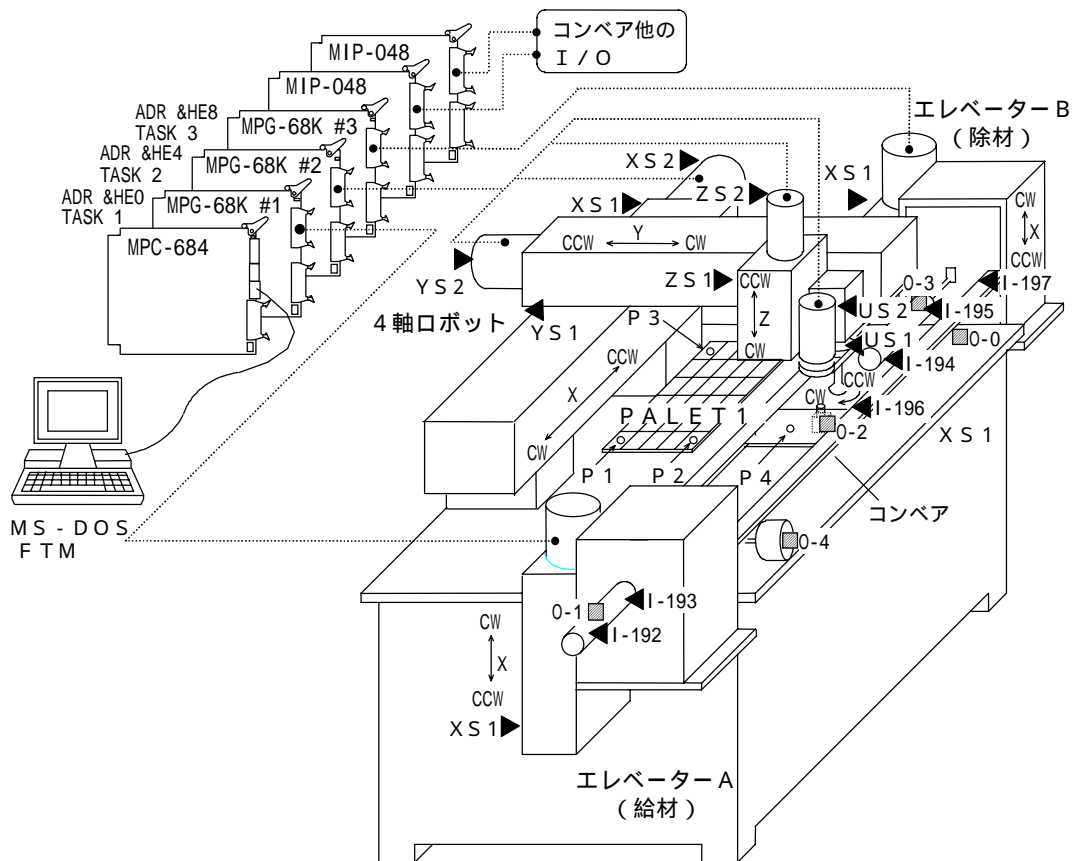 コンベア他の
I/O
MIP-048
MIP-048
ADR &HE8
TASK 3
MPG-68K #3
ADR &HE4
TASK 2
MPG-68K #2
ADR &HE0
TASK 1
MPG-68K #1
MPC-684
エレベーターB
(除材)
XS2
XS1
ZS2
XS1
CW
X
CCW
CCW
Y
CW
YS2
ZS1
CCW
Z
CW
O-3
I-197
US2
I-195
4軸ロボット
YS1
P3
US1
O-0
I-194
CCW
X
CW
CCW
CW
I-196
PALET1
O-2
XS1
P1
P2
P4
コンベア
MS-DOS
FTM
O-4
O-1
I-193
I-192
CW
X
CCW
XS1
エレベーターA
(給材)